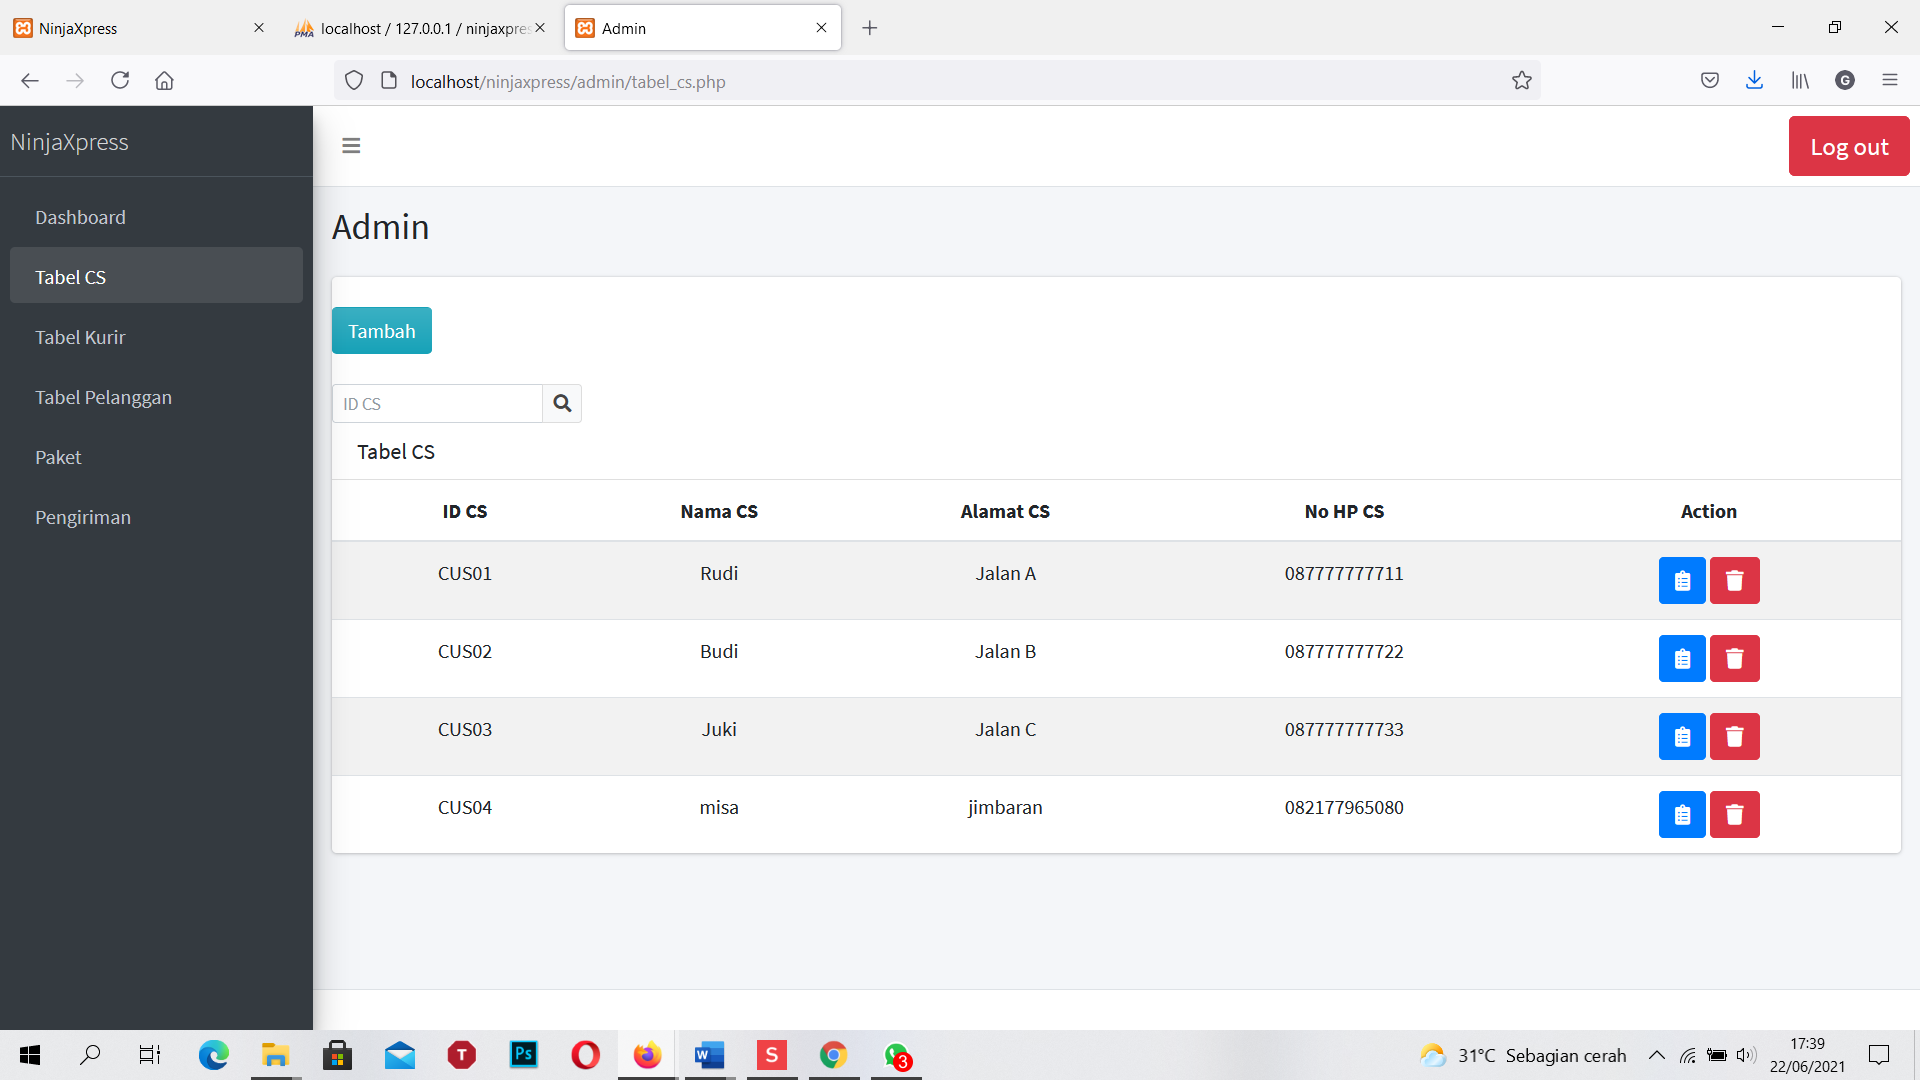 NinjaXpress
localhost / 127.0.0.1 / ninjaxpres
Admin
localhost/ninjaxpress/admin/tabel_cs.php
G
NinjaXpress
Log out
Dashboard
Tabel CS
Tabel Kurir
Tabel Pelanggan
Paket
Pengiriman
Admin
Tambah
ID CS
Tabel CS
ID CS Nama CS Alamat CS No HP CS Action
CUS01 Rudi Jalan A 087777777711
CUS02 Budi Jalan B 087777777722
CUS03 Juki Jalan C 087777777733
CUS04 misa jimbaran 082177965080
T Ps W S 3
31°C Sebagian cerah
17:39
22/06/2021